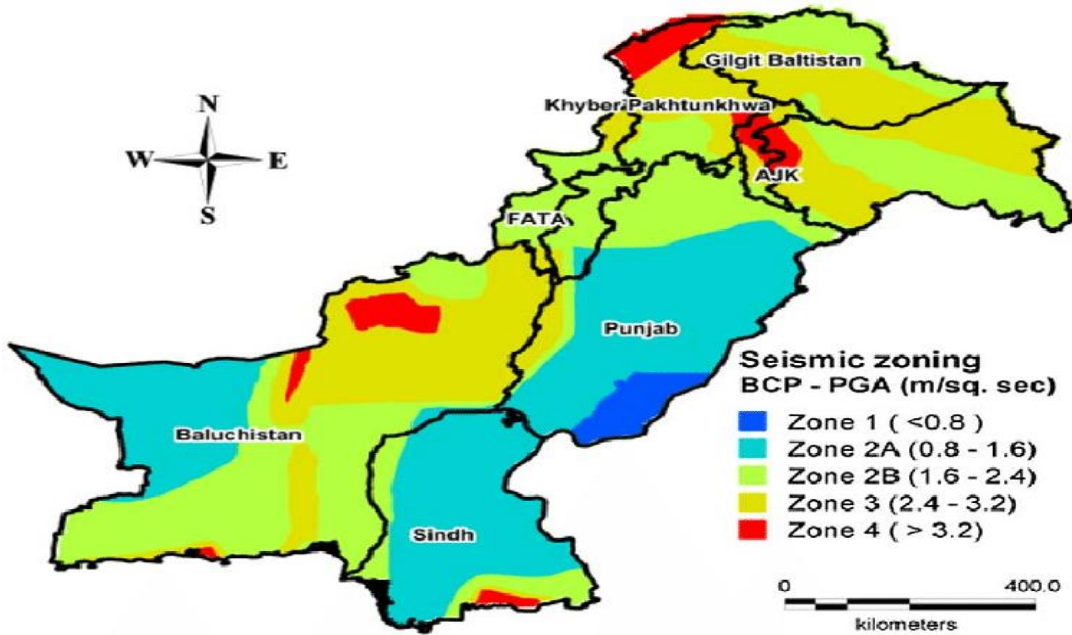 N
W E
S
Gilgit Baltistan
Khyber Pakhtunkhwa
AJK
FATA
Punjab
Baluchistan
Sindh
Seismic zoning
BCP - PGA (m/sq. sec)
Zone 1 ( <0.8 )
Zone 2A (0.8 - 1.6)
Zone 2B (1.6 - 2.4)
Zone 3 (2.4 - 3.2)
Zone 4 ( > 3.2)
0 400.0
kilometers